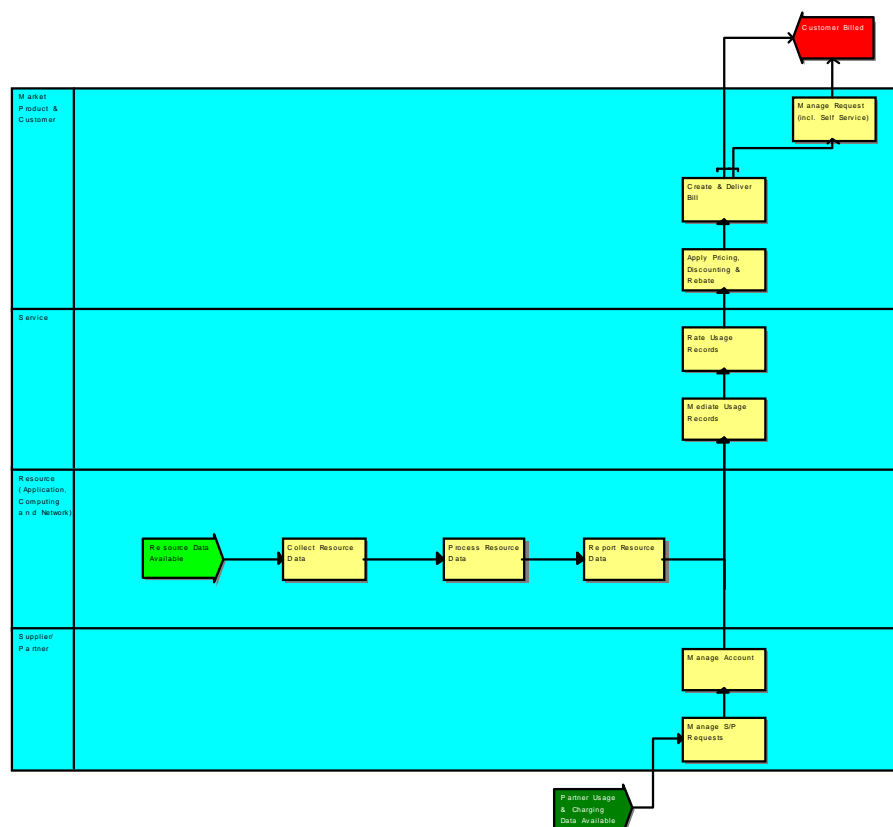 Customer Billed
Market
Product &
Customer
Manage Request
(incl. Self Service)
Create & Deliver
Bill
Apply Pricing,
Discounting &
Rebate
Service
Rate Usage
Records
Mediate Usage
Records
Resource
(Application,
Computing
and Network)
Resource Data
Available
Collect Resource
Data
Process Resource
Data
Report Resource
Data
Supplier/
Partner
Manage Account
Manage S/P
Requests
Partner Usage
& Charging
Data Available